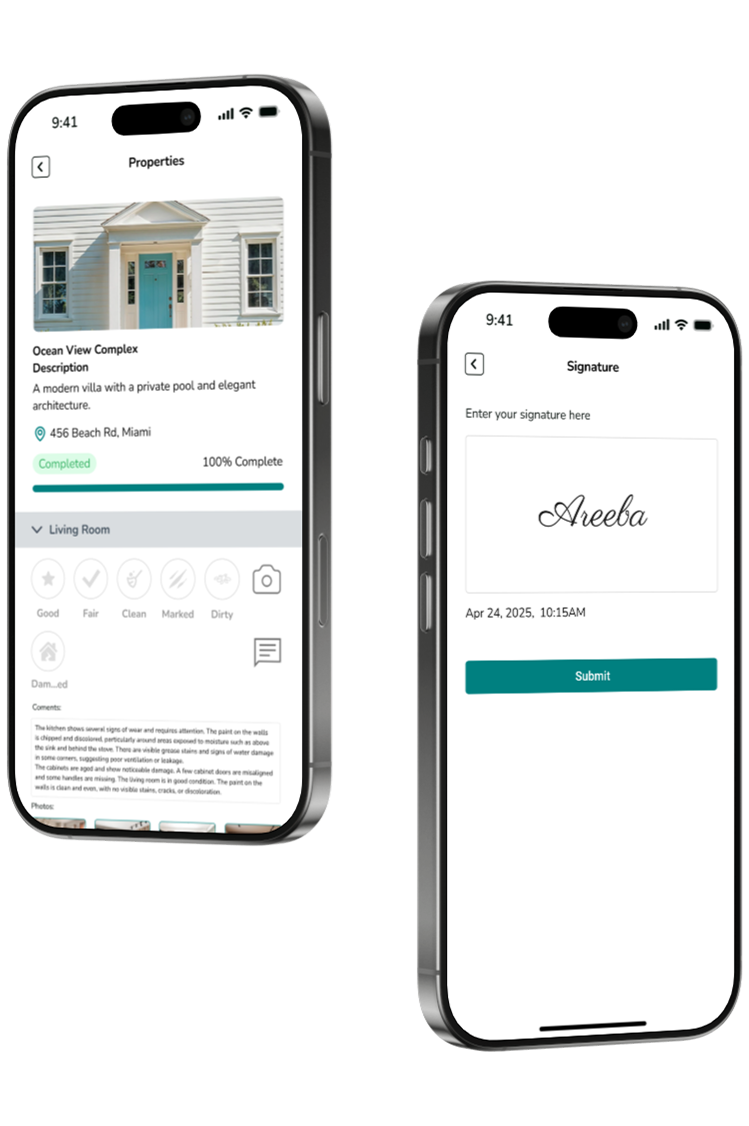 9:41
Properties
Ocean View Complex
Description
A modern villa with a private pool and elegant
architecture.
456 Beach Rd, Miami
Completed
100% Complete
Living Room
Good
Fair
Clean
Marked
Dirty
Dam...ed
Coments:
The kitchen shows several signs of wear and requires attention. The paint on the walls
is chipped and discolored, particularly around areas exposed to moisture such as above
the sink and behind the stove. There are visible grease stains and signs of water damage
in some corners, suggesting poor ventilation or leakage.
The cabinets are aged and show noticeable damage. A few cabinet doors are misaligned
and some handles are missing. The living room is in good condition. The paint on the
walls is clean and even, with no visible stains, cracks, or discoloration.
Photos:
9:41
Signature
Enter your signature here
Areeba
Apr 24, 2025, 10:15AM
Submit